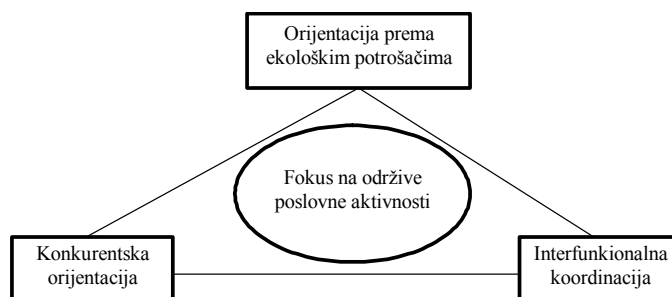 Orijentacija prema
ekološkim potrošačima
Fokus na održive
poslovne aktivnosti
Konkurentska
orijentacija
Interfunkionalna
koordinacija